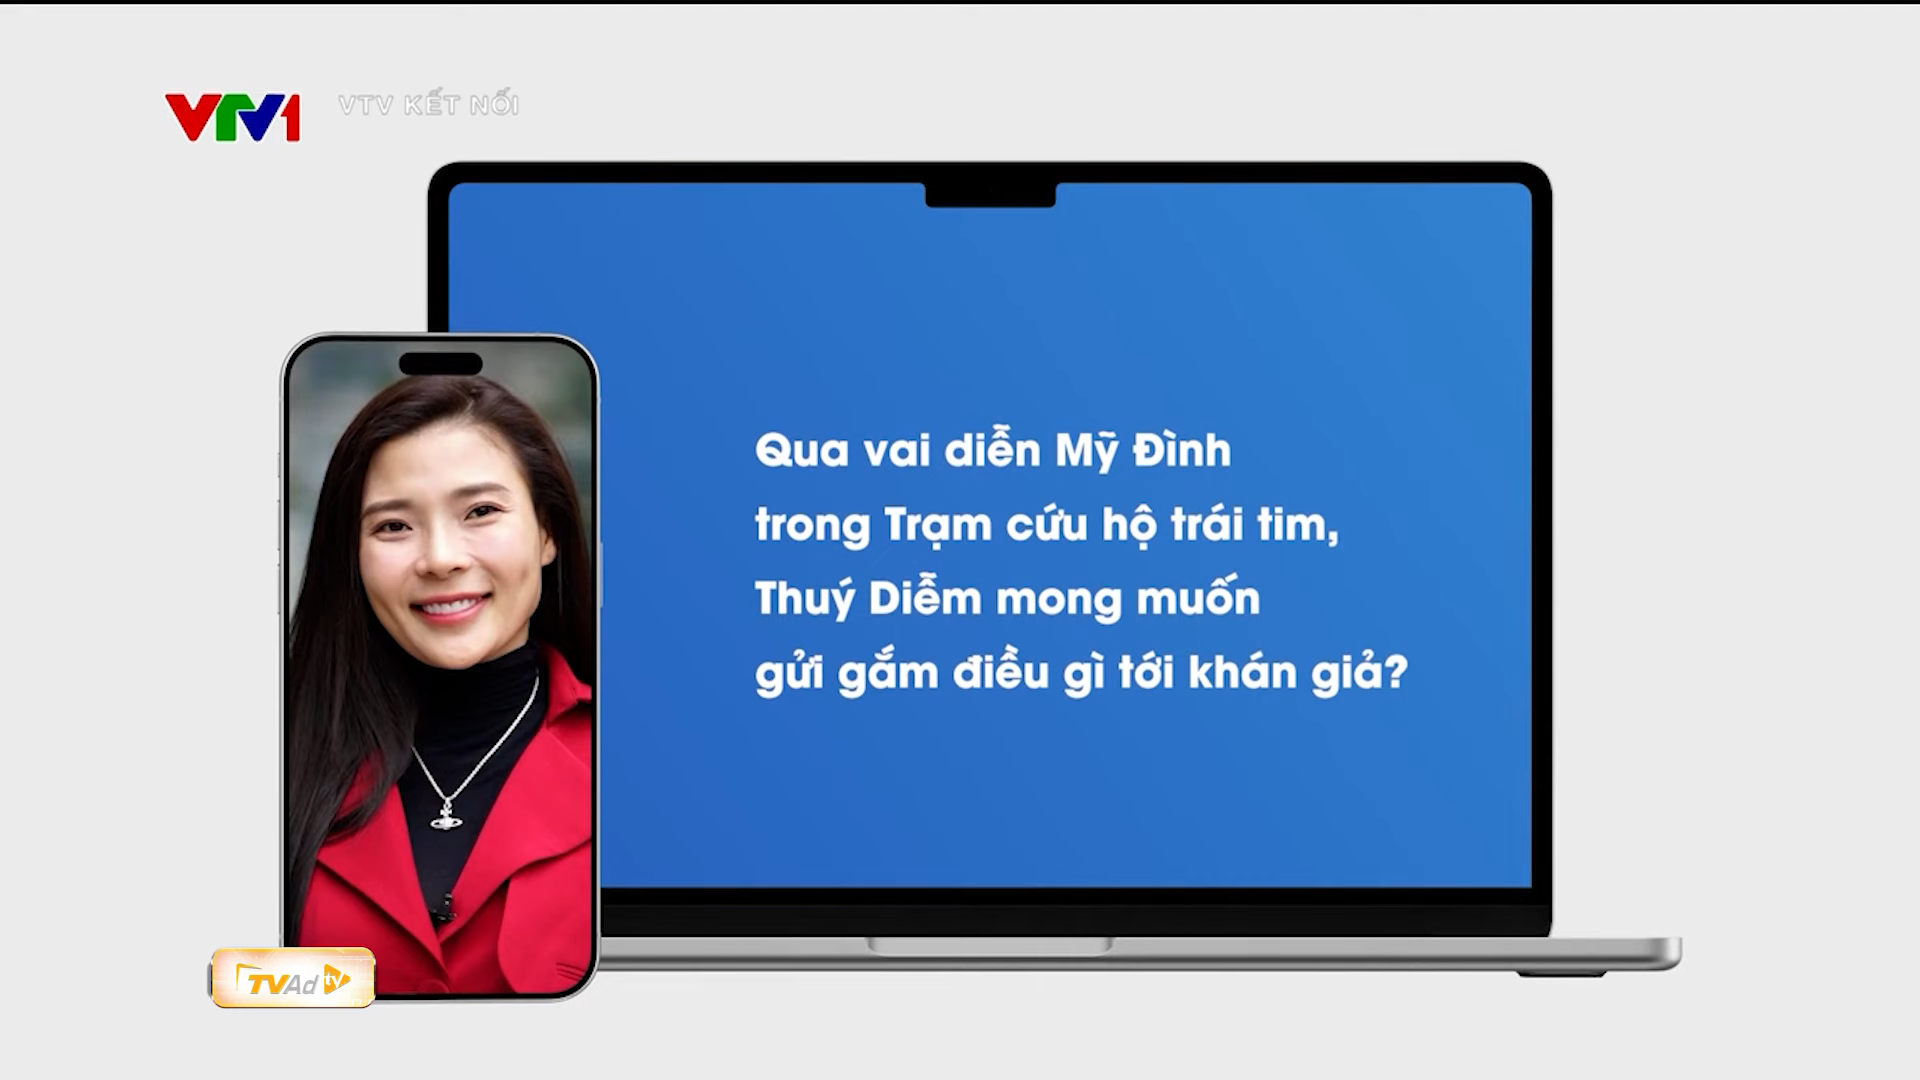 VTV1
VTV KẾT NỐI
Qua vai diễn Mỹ Đình
trong Trạm cứu hộ trái tim,
Thuý Diễm mong muốn
gửi gắm điều gì tới khán giả?
TVAd tv